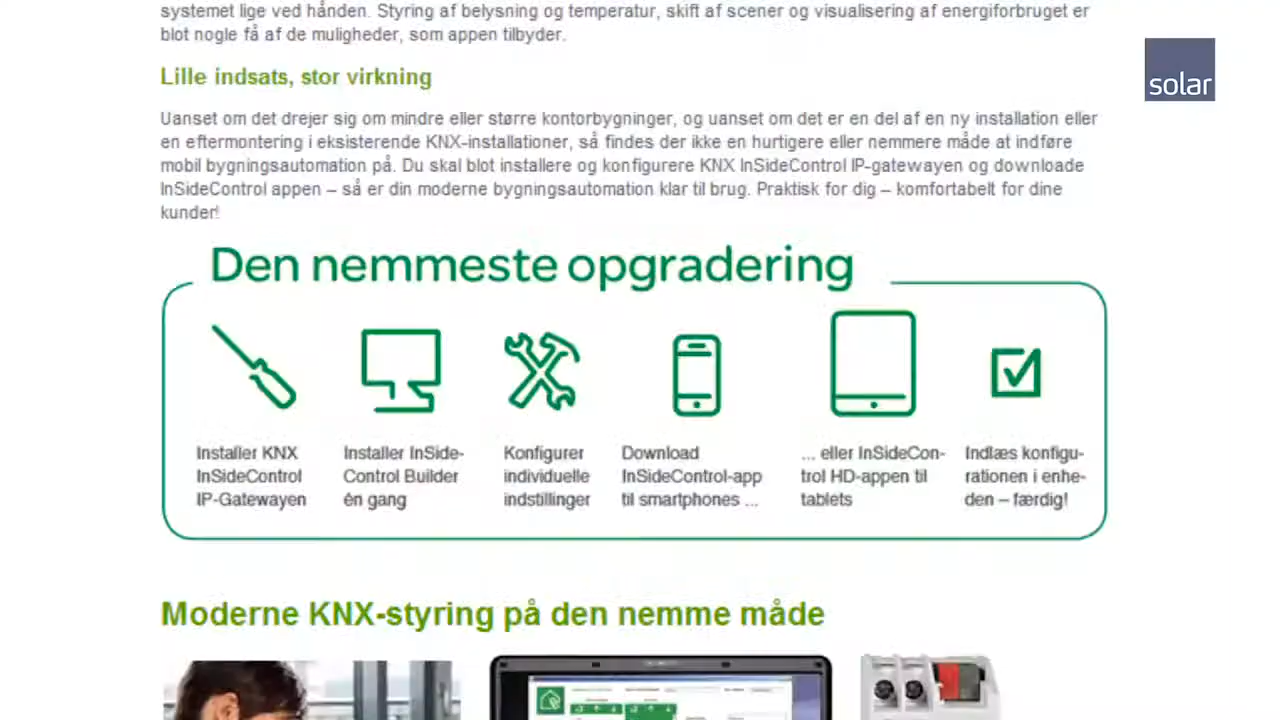 systemet lige ved hånden. Styring af belysning og temperatur, skift af scener og visualisering af energiforbruget er
blot nogle få af de muligheder, som appen tilbyder.
solar
Lille indsats, stor virkning
Uanset om det drejer sig om mindre eller større kontorbygninger, og uanset om det er en del af en ny installation eller
en eftermontering i eksisterende KNX-installationer, så findes der ikke en hurtigere eller nemmere måde at indføre
mobil bygningsautomation på. Du skal blot installere og konfigurere KNX InSideControl IP-gatewayen og downloade
InSideControl appen – så er din moderne bygningsautomation klar til brug. Praktisk for dig – komfortabelt for dine
kunder!
Den nemmeste opgradering
Installer KNX
InSideControl
IP-Gatewayen
Installer InSide-
Control Builder
én gang
Konfigurer
individuelle
indstillinger
Download
InSideControl-app
til smartphones ...
... eller InSideCon-
trol HD-appen til
tablets
Indlæs konfigu-
rationen i enhe-
den – færdig!
Moderne KNX-styring på den nemme måde